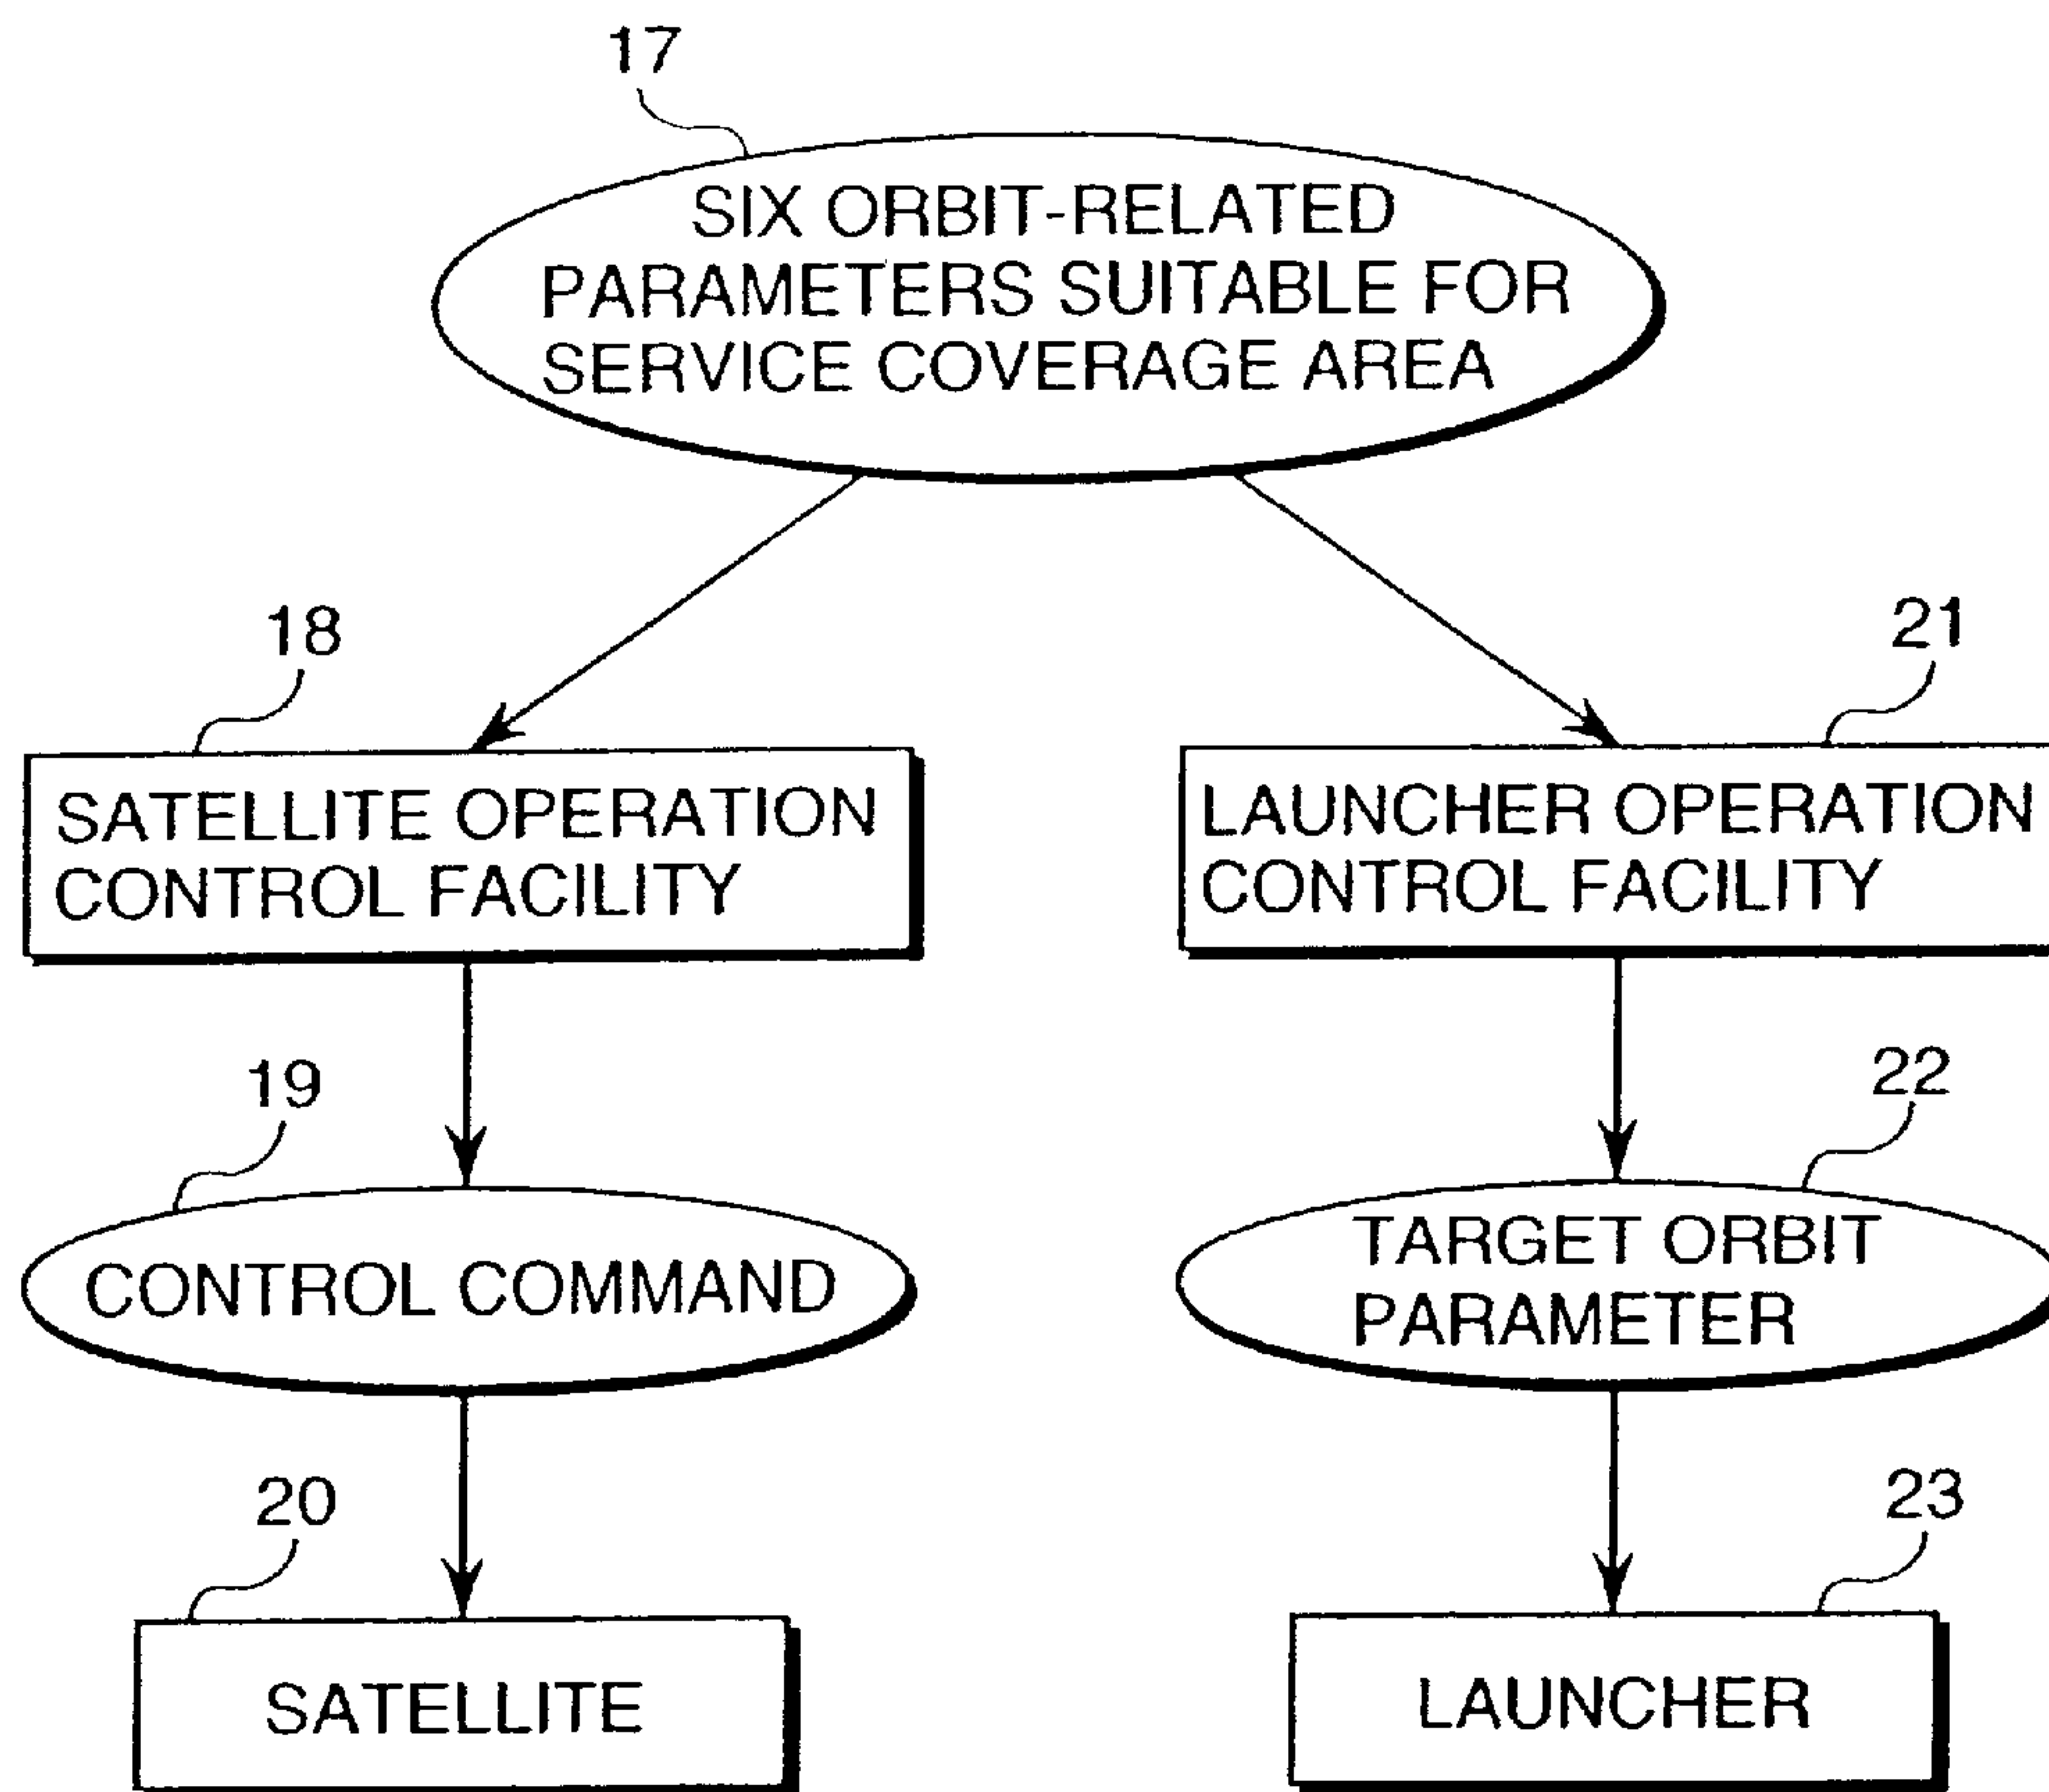 17
SIX ORBIT-RELATED
PARAMETERS SUITABLE FOR
SERVICE COVERAGE AREA
18
SATELLITE OPERATION
CONTROL FACILITY
21
LAUNCHER OPERATION
CONTROL FACILITY
19
CONTROL COMMAND
22
TARGET ORBIT
PARAMETER
20
SATELLITE
23
LAUNCHER